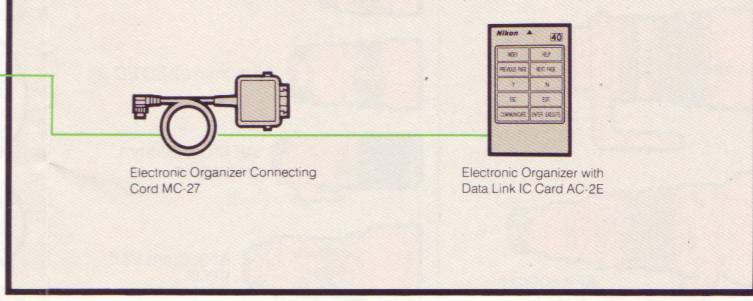 Nikon ▲ 40
INDEX HELP
PREVIOUS PAGE NEXT PAGE
Y N
ESC EDIT
COMMUNICATE ENTER EXECUTE
Electronic Organizer Connecting
Cord MC-27
Electronic Organizer with
Data Link IC Card AC-2E